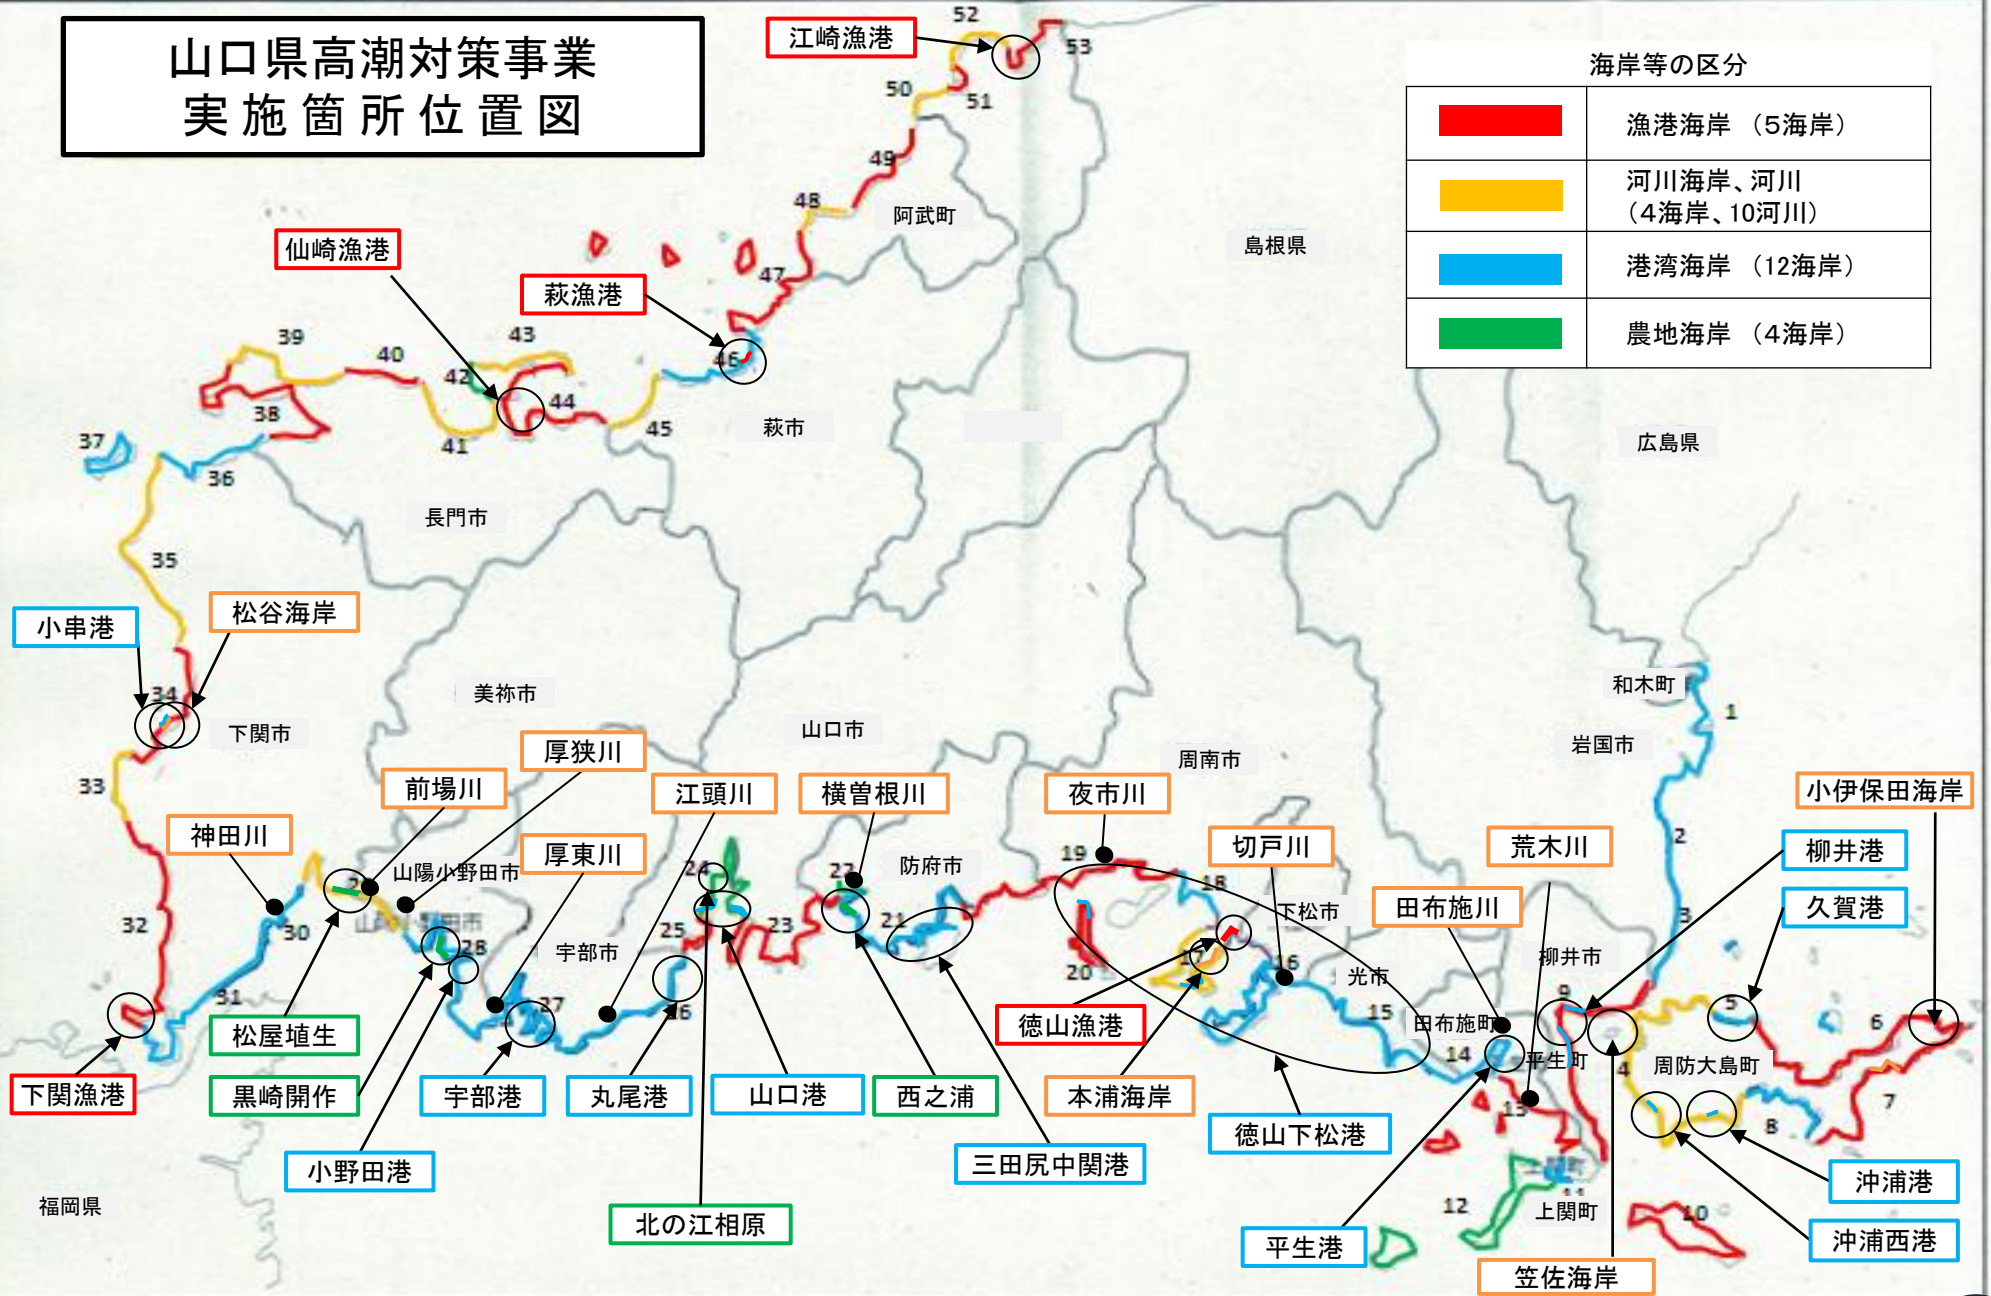 山口県高潮対策事業
実施箇所位置図
海岸等の区分
漁港海岸 （5海岸）
河川海岸、河川
（4海岸、10河川）
港湾海岸 （12海岸）
農地海岸 （4海岸）
江崎漁港
52
53
50
51
49
48
阿武町
島根県
仙崎漁港
萩漁港
47
39
43
40
46
42
44
38
45
萩市
37
41
広島県
36
長門市
35
小串港
松谷海岸
34
美祢市
和木町
下関市
山口市
1
岩国市
周南市
33
厚狭川
前場川
江頭川
横曽根川
夜市川
小伊保田海岸
神田川
厚東川
切戸川
荒木川
2
柳井港
19
24
22
防府市
山陽小野田市
29
18
下松市
田布施川
久賀港
32
30
25
23
21
3
28
宇部市
17
16
柳井市
20
光市
31
27
26
15
9
5
6
松屋埴生
徳山漁港
田布施町
14
平生町
4
周防大島町
下関漁港
黒崎開作
宇部港
丸尾港
山口港
西之浦
本浦海岸
13
7
8
徳山下松港
小野田港
三田尻中関港
沖浦港
福岡県
12
11
上関町
10
北の江相原
平生港
沖浦西港
笠佐海岸